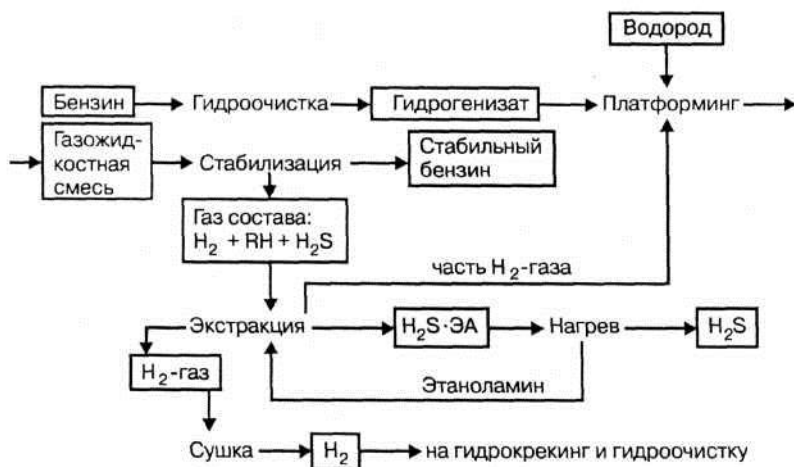 Водород
Бензин
Гидроочистка
Гидрогенизат
Платформинг
Газожид-
костная
смесь
Стабилизация
Стабильный
бензин
Газ состава:
H₂ + RH + H₂S
часть H₂-газа
Экстракция
H₂S·ЭА
Нагрев
H₂S
H₂-газ
Этаноламин
Сушка
H₂
на гидрокрекинг и гидроочистку